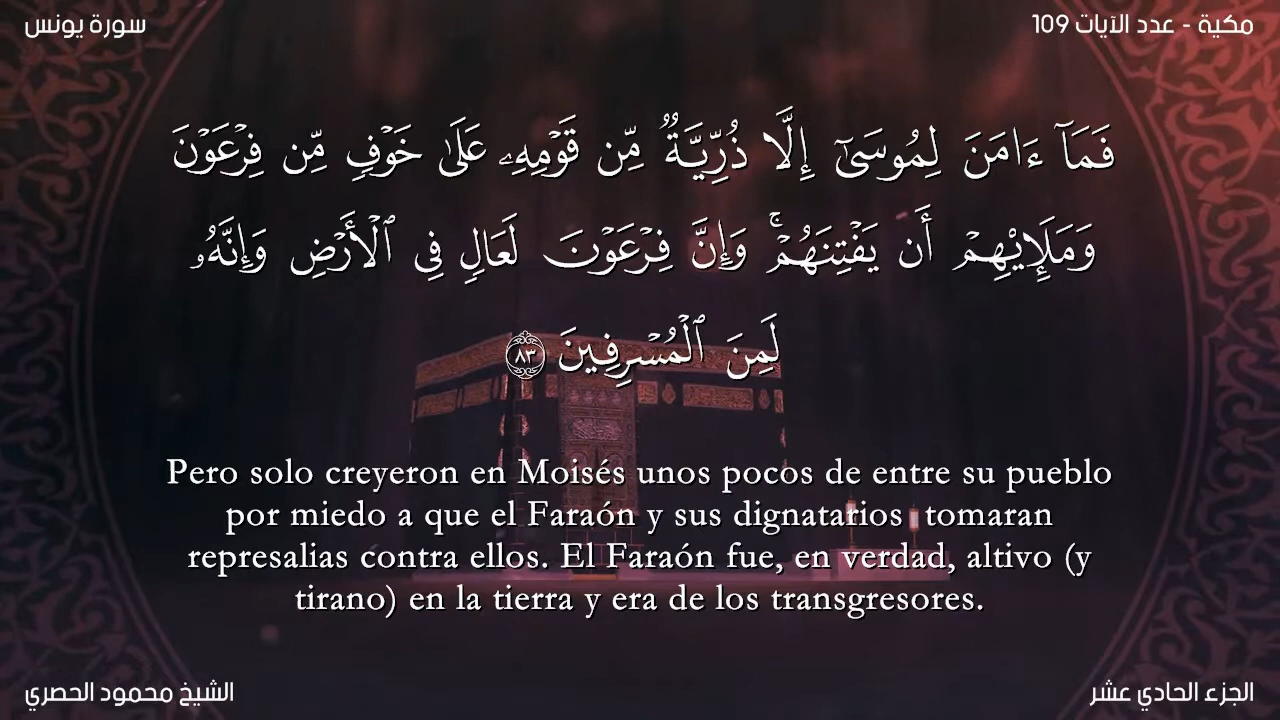 سورة يونس
مكية - عدد الآيات 109
فَمَآ ءَامَنَ لِمُوسَىٰٓ إِلَّا ذُرِّيَّةٌ مِّن قَوْمِهِۦ عَلَىٰ خَوْفٍ مِّن فِرْعَوْنَ
وَمَلَإِي۟هِمْ أَن يَفْتِنَهُمْ ۚ وَإِنَّ فِرْعَوْنَ لَعَالٍ فِى ٱلْأَرْضِ وَإِنَّهُۥ
لَمِنَ ٱلْمُسْرِفِينَ ٨٣
Pero solo creyeron en Moisés unos pocos de entre su pueblo
por miedo a que el Faraón y sus dignatarios tomaran
represalias contra ellos. El Faraón fue, en verdad, altivo (y
tirano) en la tierra y era de los transgresores.
الشيخ محمود الحصري
الجزء الحادي عشر